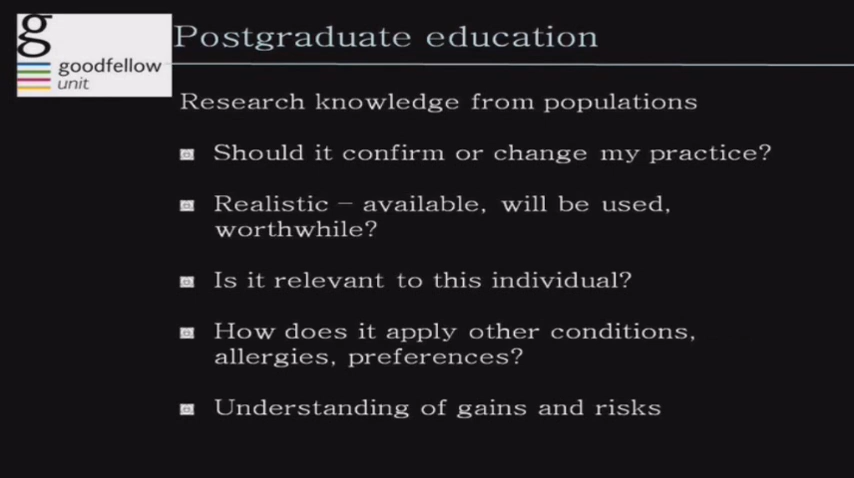 g
goodfellow
unit
Postgraduate education
Research knowledge from populations
Should it confirm or change my practice?
Realistic – available, will be used,
worthwhile?
Is it relevant to this individual?
How does it apply other conditions,
allergies, preferences?
Understanding of gains and risks